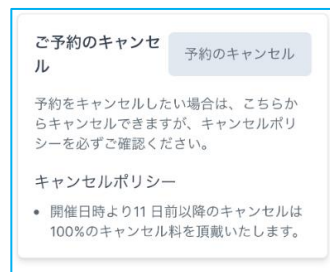 ご予約のキャンセ
ル
予約のキャンセル
予約をキャンセルしたい場合は、こちらか
らキャンセルできますが、キャンセルポリ
シーを必ずご確認ください。
キャンセルポリシー
• 開催日時より11 日前以降のキャンセルは
100%のキャンセル料を頂戴いたします。